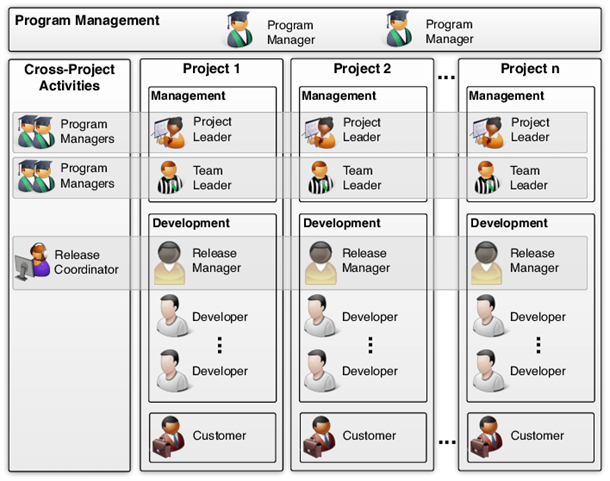 Program Management
Program
Manager
Program
Manager
Cross-Project
Activities
Program
Managers
Program
Managers
Release
Coordinator
Project 1
Management
Project
Leader
Team
Leader
Development
Release
Manager
Developer
Developer
Customer
Project 2
Management
Project
Leader
Team
Leader
Development
Release
Manager
Developer
Developer
Customer
...
...
Project n
Management
Project
Leader
Team
Leader
Development
Release
Manager
Developer
Developer
Customer